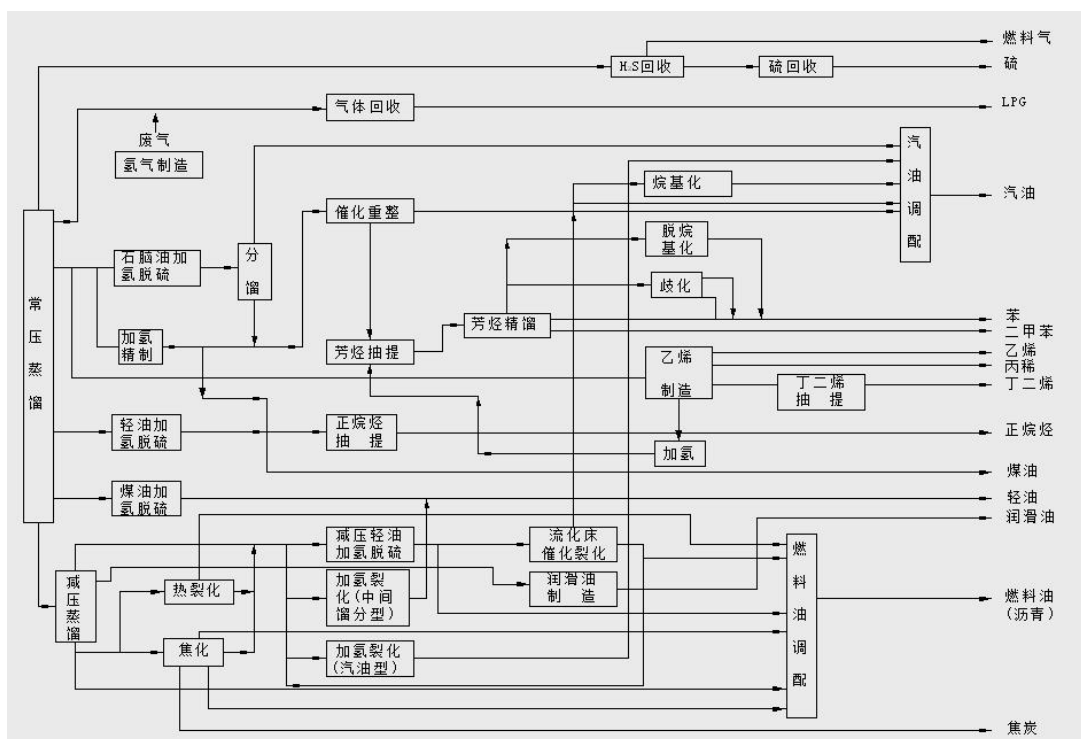 燃料气
H.S回收
硫回收
硫
气体回收
LPG
废气
氢气制造
汽
油
调
配
汽油
烷基化
催化重整
脱烷
基化
石脑油加
氢脱硫
分
馏
歧化
常
压
蒸
馏
芳烃精馏
苯
二甲苯
加氢
精制
芳烃抽提
乙烯
制造
乙烯
丙稀
丁二烯
抽 提
丁二烯
轻油加
氢脱硫
正烷烃
抽 提
正烷烃
加氢
煤油
煤油加
氢脱硫
轻油
润滑油
减压轻油
加氢脱硫
流化床
催化裂化
燃
料
油
调
配
减
压
蒸
馏
热裂化
加氢裂
化(中间
馏分型)
润滑油
制 造
燃料油
(沥青)
焦化
加氢裂化
(汽油型)
焦炭